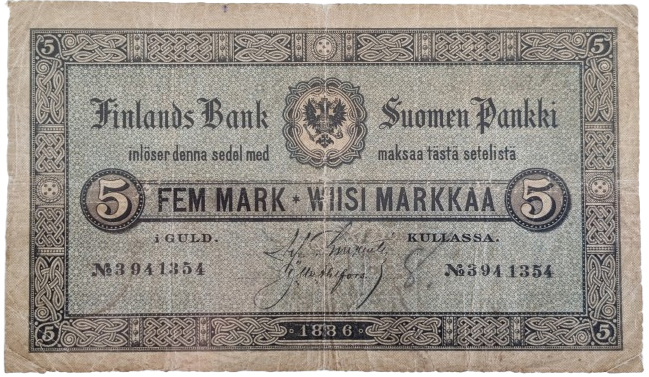 5 5
Finlands Bank Suomen Pankki
inlöser denna sedel med maksaa tästä setelistä
5 FEM MARK * WIISI MARKKAA 5
i GULD. KULLASSA.
№3941354 №3941354
5 1886 5